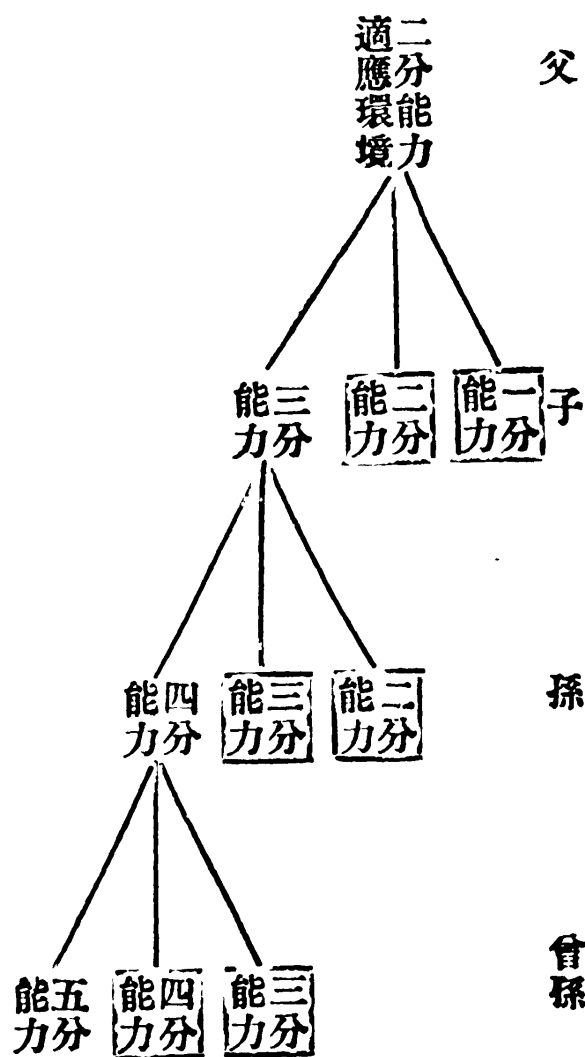 父
二分能力
適應環境
子
一分
能力
二分
能力
三分
能力
孫
二分
能力
三分
能力
四分
能力
曾孫
三分
能力
四分
能力
五分
能力